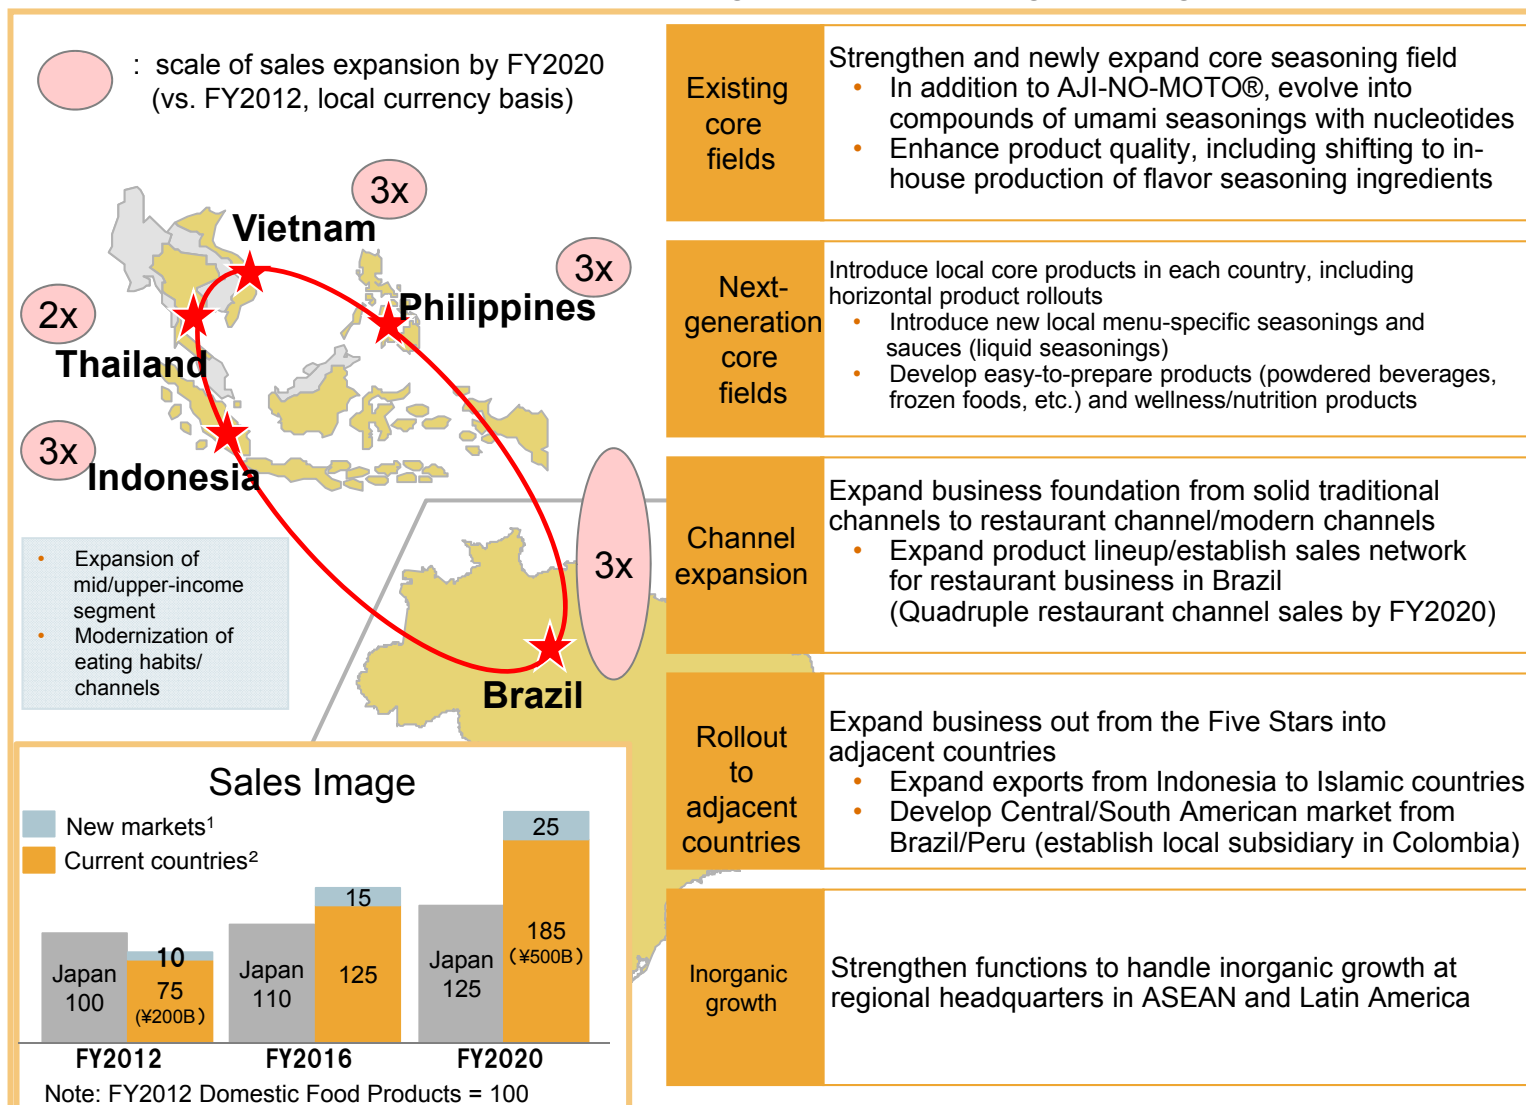 : scale of sales expansion by FY2020
(vs. FY2012, local currency basis)
3x
Vietnam
3x
Philippines
2x
Thailand
3x
Indonesia
3x
Brazil
• Expansion of
mid/upper-income
segment
• Modernization of
eating habits/
channels
Sales Image
New markets¹
Current countries²
Japan
100
10
75
(¥200B)
Japan
110
15
125
Japan
125
25
185
(¥500B)
FY2012
FY2016
FY2020
Note: FY2012 Domestic Food Products = 100
Existing
core
fields
Strengthen and newly expand core seasoning field
• In addition to AJI-NO-MOTO®, evolve into
compounds of umami seasonings with nucleotides
• Enhance product quality, including shifting to in-
house production of flavor seasoning ingredients
Next-
generation
core
fields
Introduce local core products in each country, including
horizontal product rollouts
• Introduce new local menu-specific seasonings and
sauces (liquid seasonings)
• Develop easy-to-prepare products (powdered beverages,
frozen foods, etc.) and wellness/nutrition products
Channel
expansion
Expand business foundation from solid traditional
channels to restaurant channel/modern channels
• Expand product lineup/establish sales network
for restaurant business in Brazil
(Quadruple restaurant channel sales by FY2020)
Rollout
to
adjacent
countries
Expand business out from the Five Stars into
adjacent countries
• Expand exports from Indonesia to Islamic countries
• Develop Central/South American market from
Brazil/Peru (establish local subsidiary in Colombia)
Inorganic
growth
Strengthen functions to handle inorganic growth at
regional headquarters in ASEAN and Latin America